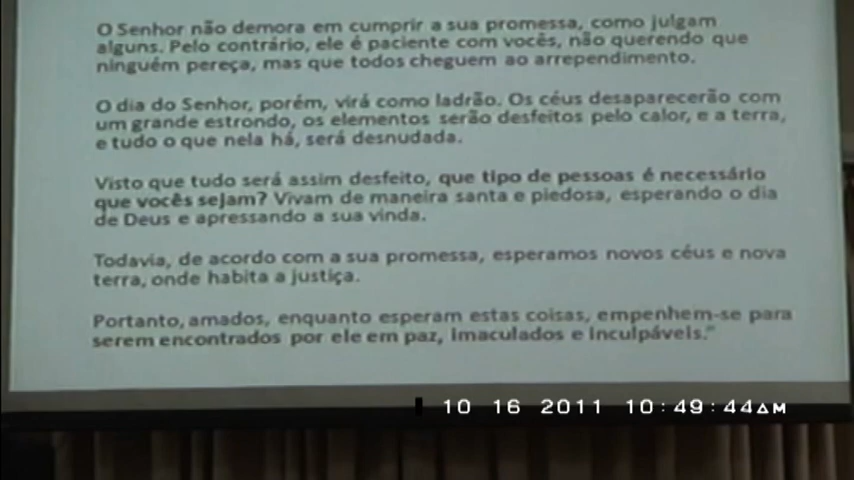 O Senhor não demora em cumprir a sua promessa, como julgam
alguns. Pelo contrário, ele é paciente com vocês, não querendo que
ninguém pereça, mas que todos cheguem ao arrependimento.
O dia do Senhor, porém, virá como ladrão. Os céus desaparecerão com
um grande estrondo, os elementos serão desfeitos pelo calor, e a terra,
e tudo o que nela há, será desnudada.
Visto que tudo será assim desfeito, que tipo de pessoas é necessário
que vocês sejam? Vivam de maneira santa e piedosa, esperando o dia
de Deus e apressando a sua vinda.
Todavia, de acordo com a sua promessa, esperamos novos céus e nova
terra, onde habita a justiça.
Portanto, amados, enquanto esperam estas coisas, empenhem-se para
serem encontrados por ele em paz, imaculados e inculpáveis."
10 16 2011 10:49:44AM